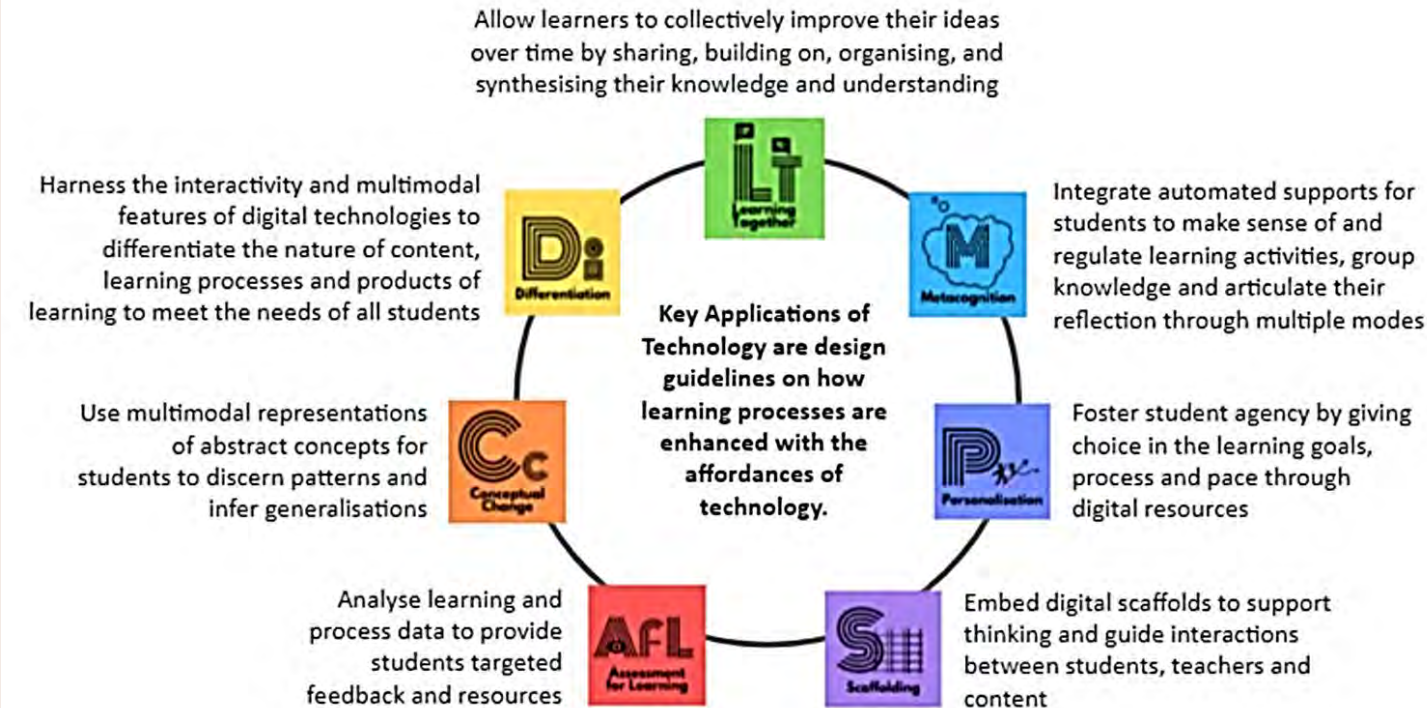 Allow learners to collectively improve their ideas
over time by sharing, building on, organising, and
synthesising their knowledge and understanding
LT
Learning
Together
Harness the interactivity and multimodal
features of digital technologies to
differentiate the nature of content,
learning processes and products of
learning to meet the needs of all students
Di
Differentiation
M
Metacognition
Integrate automated supports for
students to make sense of and
regulate learning activities, group
knowledge and articulate their
reflection through multiple modes
Key Applications of
Technology are design
guidelines on how
learning processes are
enhanced with the
affordances of
technology.
Use multimodal representations
of abstract concepts for
students to discern patterns and
infer generalisations
Cc
Conceptual
Change
P
Personalisation
Foster student agency by giving
choice in the learning goals,
process and pace through
digital resources
Analyse learning and
process data to provide
students targeted
feedback and resources
AfL
Assessment
for Learning
S
Scaffolding
Embed digital scaffolds to support
thinking and guide interactions
between students, teachers and
content